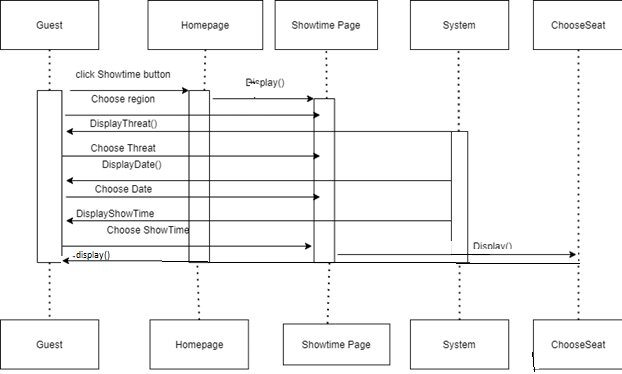 Guest
Homepage
Showtime Page
System
ChooseSeat
click Showtime button
Display()
Choose region
DisplayThreat()
Choose Threat
DisplayDate()
Choose Date
DisplayShowTime
Choose ShowTime
Display()
display()
Guest
Homepage
Showtime Page
System
ChooseSeat